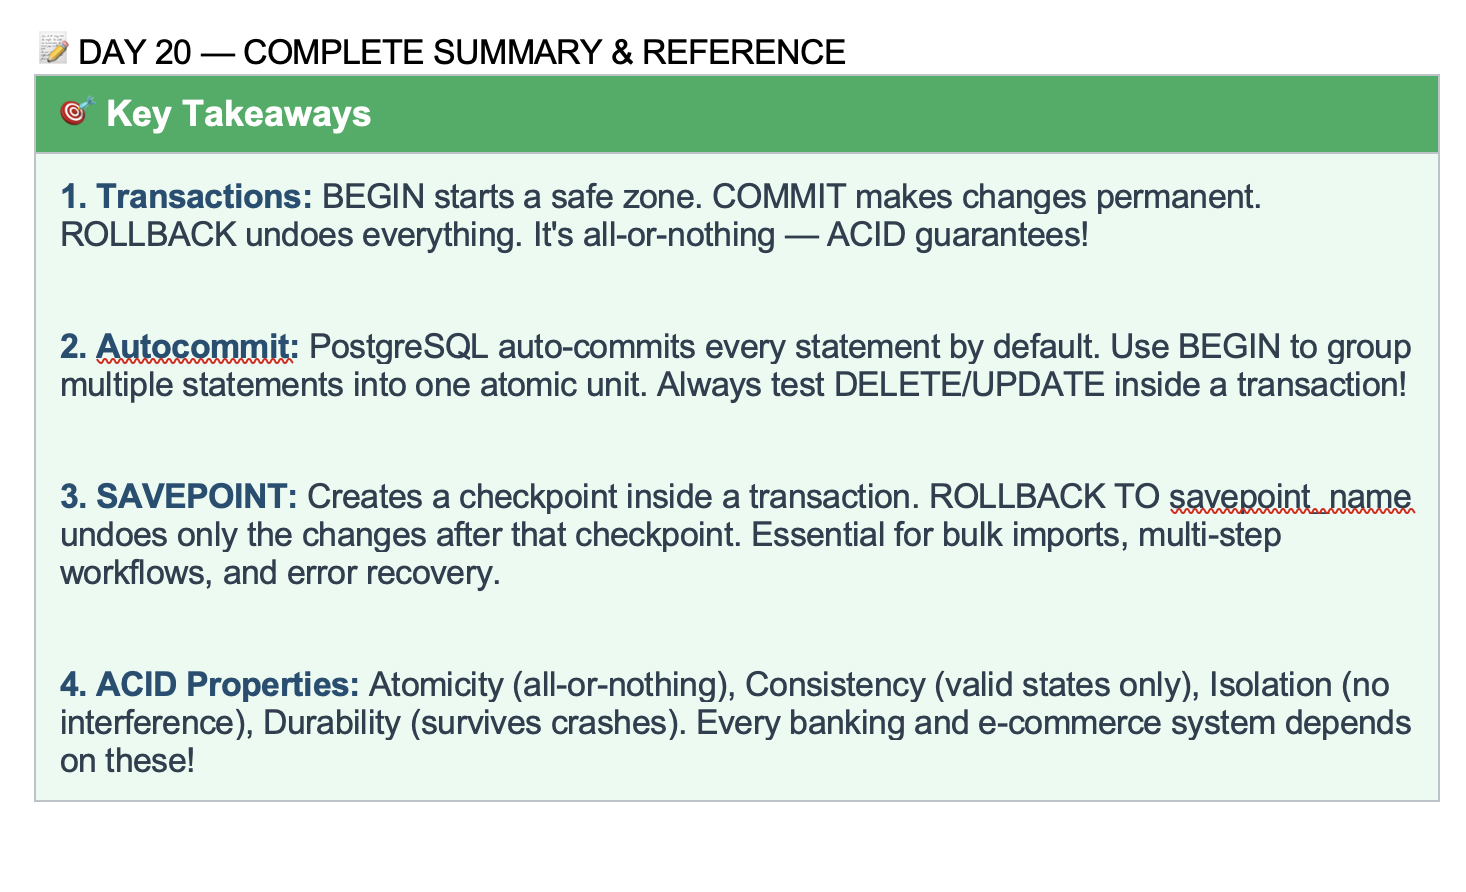 📝 DAY 20 — COMPLETE SUMMARY & REFERENCE
🎯 Key Takeaways
1. Transactions: BEGIN starts a safe zone. COMMIT makes changes permanent.
ROLLBACK undoes everything. It's all-or-nothing — ACID guarantees!
2. Autocommit: PostgreSQL auto-commits every statement by default. Use BEGIN to group
multiple statements into one atomic unit. Always test DELETE/UPDATE inside a transaction!
3. SAVEPOINT: Creates a checkpoint inside a transaction. ROLLBACK TO savepoint_name
undoes only the changes after that checkpoint. Essential for bulk imports, multi-step
workflows, and error recovery.
4. ACID Properties: Atomicity (all-or-nothing), Consistency (valid states only), Isolation (no
interference), Durability (survives crashes). Every banking and e-commerce system depends
on these!